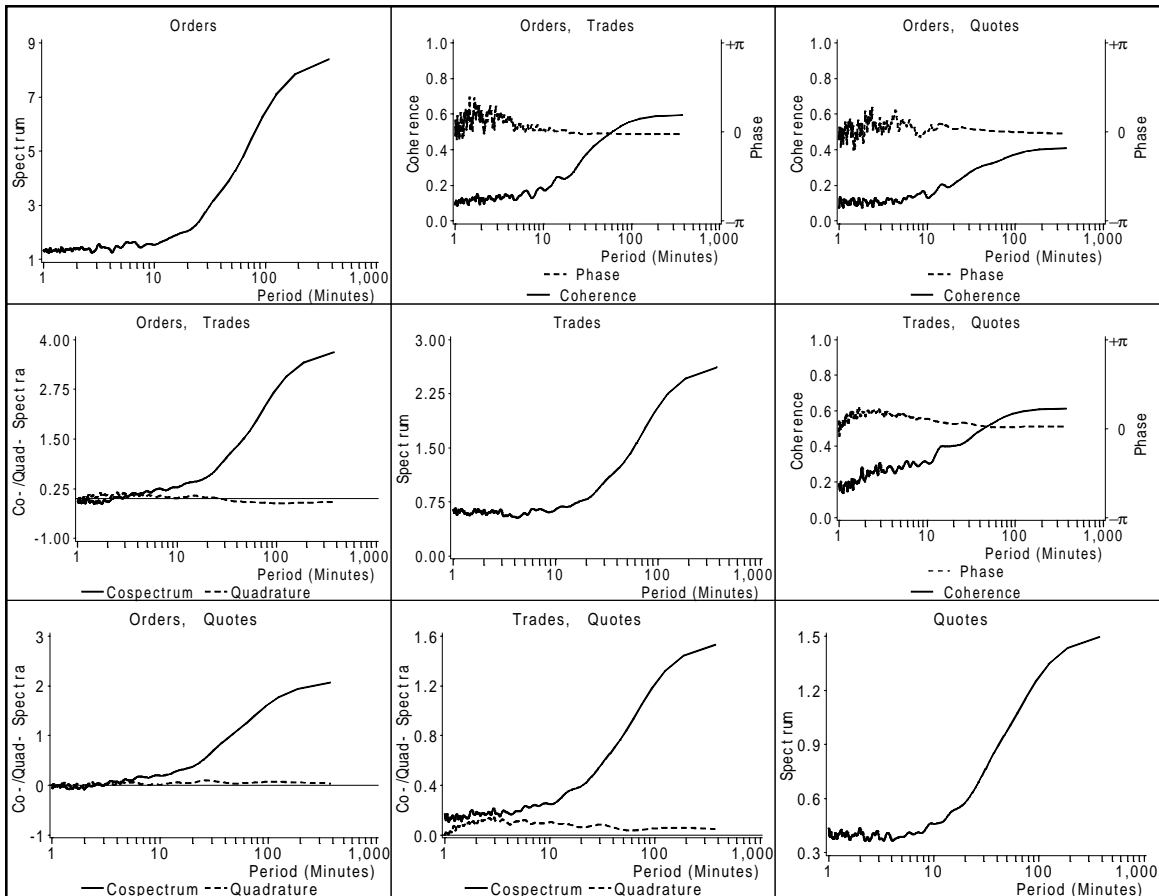 Orders
Spectrum
9
7
5
3
1
1 10 100 1,000
Period (Minutes)
Orders, Trades
Coherence
1.0
0.8
0.6
0.4
0.2
0.0
+π
0
−π
Phase
1 10 100 1,000
Period (Minutes)
Phase
Coherence
Orders, Quotes
Coherence
1.0
0.8
0.6
0.4
0.2
0.0
+π
0
−π
Phase
1 10 100 1,000
Period (Minutes)
Phase
Coherence
Orders, Trades
Co-/Quad- Spectra
4.00
2.75
1.50
0.25
-1.00
1 10 100 1,000
Period (Minutes)
Cospectrum Quadrature
Trades
Spectrum
3.00
2.25
1.50
0.75
0.00
1 10 100 1,000
Period (Minutes)
Trades, Quotes
Coherence
1.0
0.8
0.6
0.4
0.2
0.0
+π
0
−π
Phase
1 10 100 1,000
Period (Minutes)
Phase
Coherence
Orders, Quotes
Co-/Quad- Spectra
3
2
1
0
-1
1 10 100 1,000
Period (Minutes)
Cospectrum Quadrature
Trades, Quotes
Co-/Quad- Spectra
1.6
1.2
0.8
0.4
0.0
1 10 100 1,000
Period (Minutes)
Cospectrum Quadrature
Quotes
Spectrum
1.5
1.2
0.9
0.6
0.3
1 10 100 1,000
Period (Minutes)